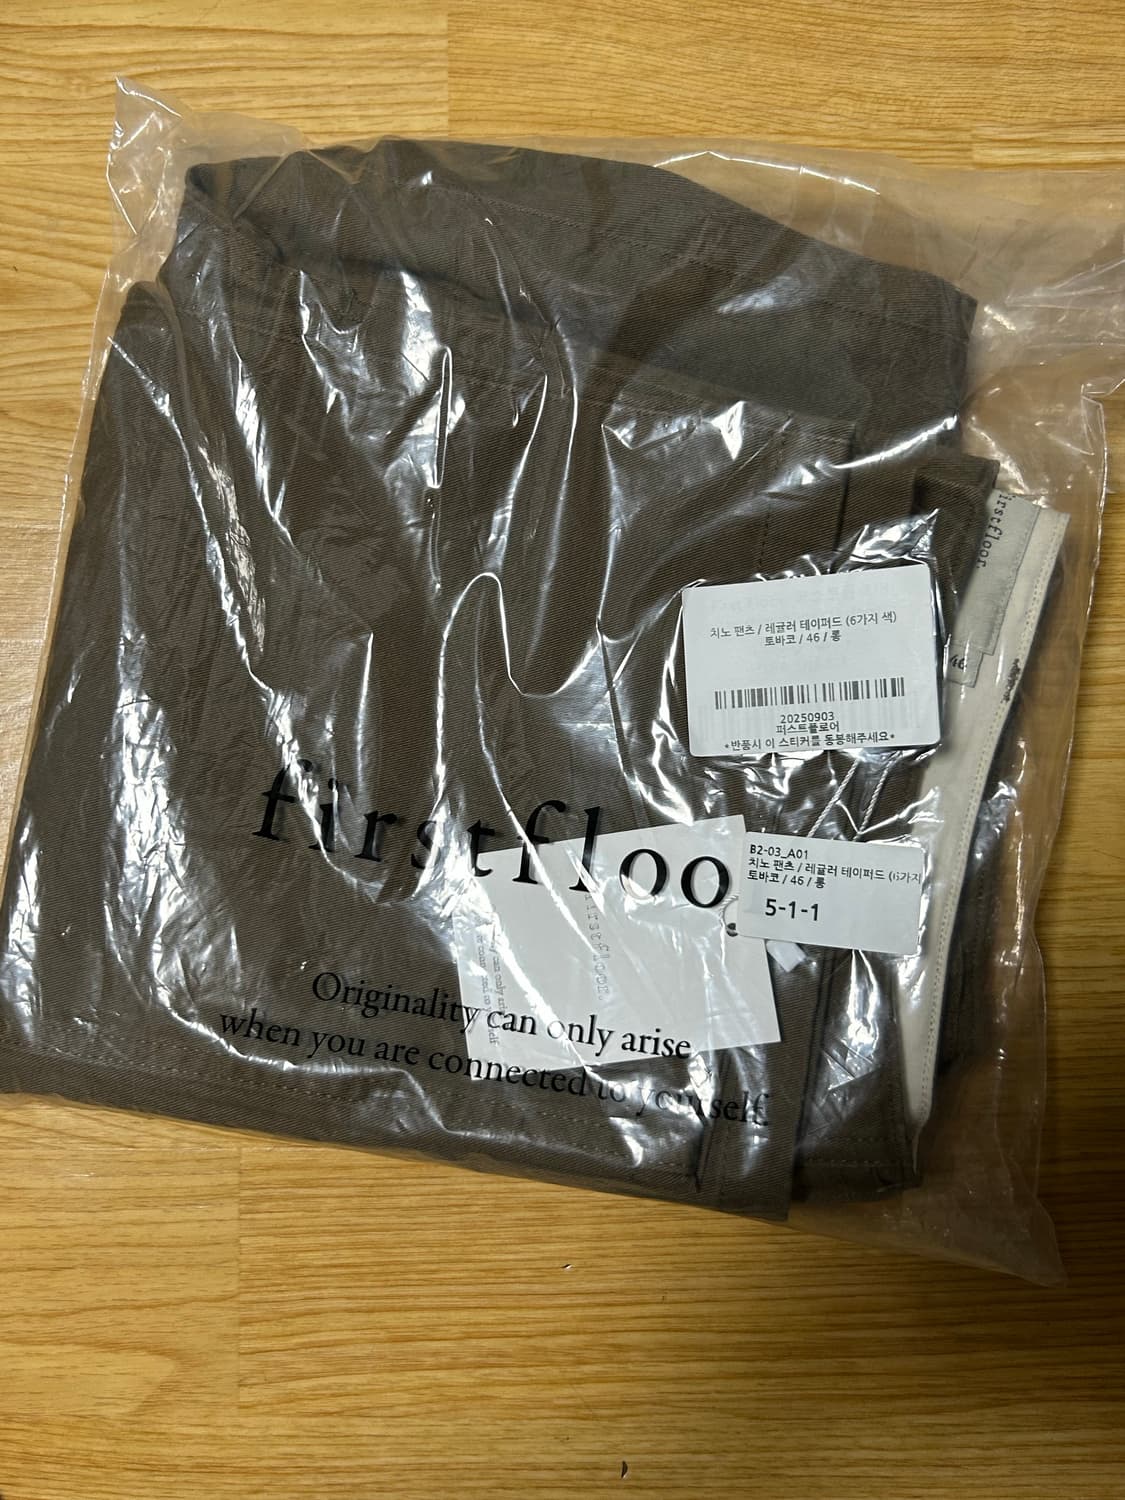 firstfloor.
46
치노 팬츠 / 레귤러 테이퍼드 (6가지 색)
토바코 / 46 / 롱
20250903
퍼스트플로어
*반품시 이 스티커를 동봉해주세요*
firstfloo.
B2-03_A01
치노 팬츠 / 레귤러 테이퍼드 (6가지
토바코 / 46 / 롱
5-1-1
firstfloor.
Originality can only arise
when you are connected to yourself.